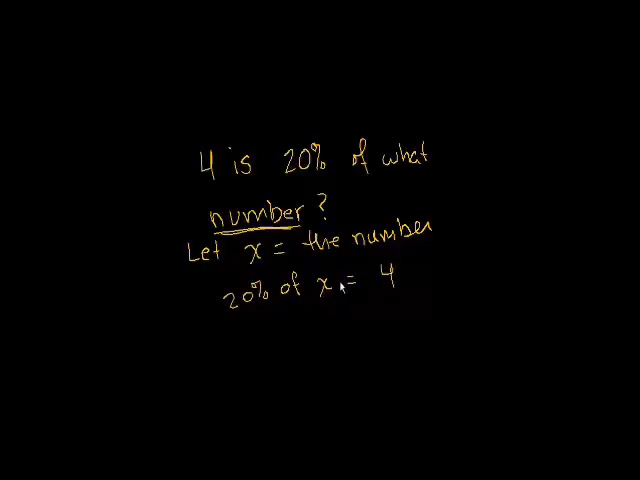 4 is 20% of what
number?
Let x = the number
20% of x = 4